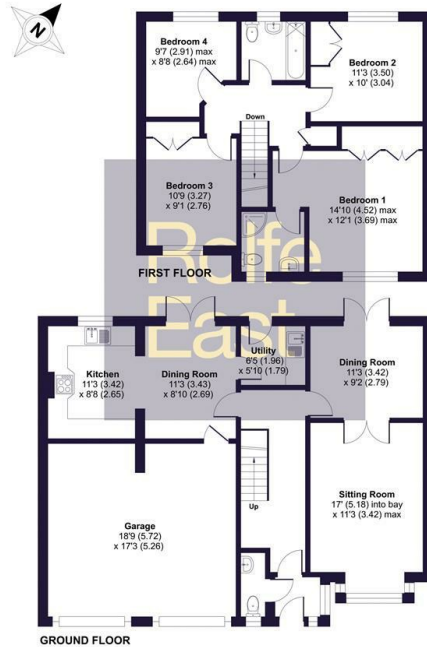 N
Bedroom 4
9'7 (2.91) max
x 8'8 (2.64) max
Bedroom 2
11'3 (3.50)
x 10' (3.04)
Down
Bedroom 3
10'9 (3.27)
x 9'1 (2.76)
Bedroom 1
14'10 (4.52) max
x 12'1 (3.69) max
FIRST FLOOR
Rolfe
East
Kitchen
11'3 (3.42)
x 8'8 (2.65)
Dining Room
11'3 (3.43)
x 8'10 (2.69)
Utility
6'5 (1.96)
x 5'10 (1.79)
Dining Room
11'3 (3.42)
x 9'2 (2.79)
Garage
18'9 (5.72)
x 17'3 (5.26)
Up
Sitting Room
17' (5.18) into bay
x 11'3 (3.42) max
GROUND FLOOR